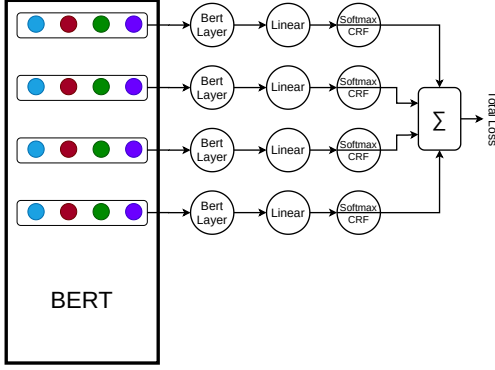 Bert
Layer
Linear
Softmax
CRF
Bert
Layer
Linear
Softmax
CRF
Bert
Layer
Linear
Softmax
CRF
Bert
Layer
Linear
Softmax
CRF
Σ
Total Loss
BERT